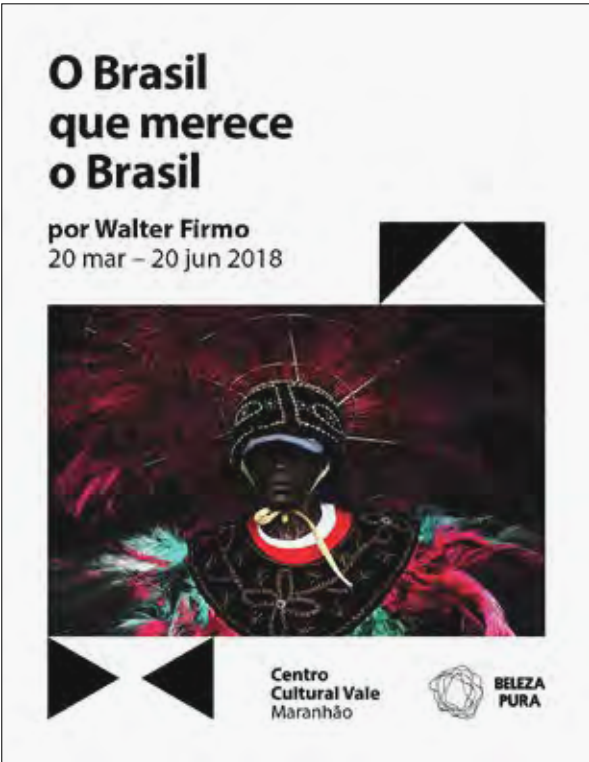 O Brasil
que merece
o Brasil
por Walter Firmo
20 mar – 20 jun 2018
Centro
Cultural Vale
Maranhão
BELEZA
PURA